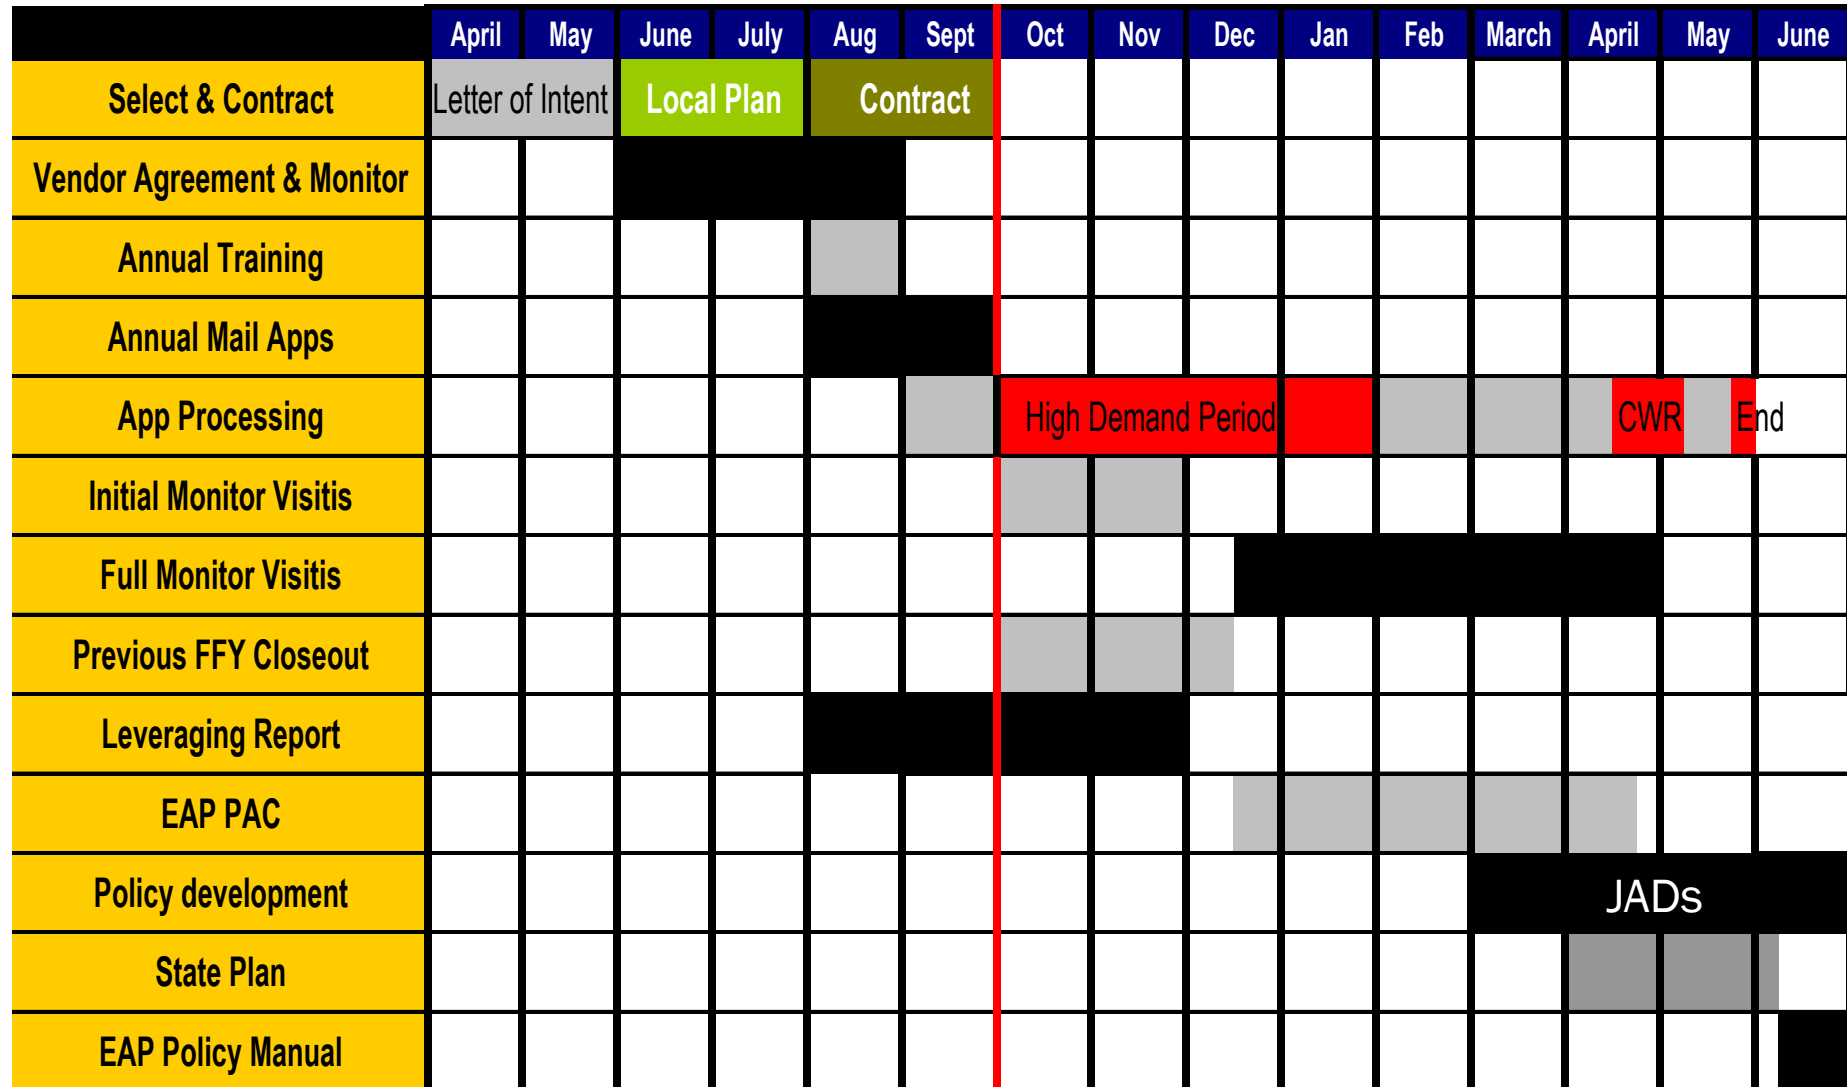 April May June July Aug Sept Oct Nov Dec Jan Feb March April May June
Select & Contract Letter of Intent Local Plan Contract
Vendor Agreement & Monitor
Annual Training
Annual Mail Apps
App Processing High Demand Period CWR End
Initial Monitor Visitis
Full Monitor Visitis
Previous FFY Closeout
Leveraging Report
EAP PAC
Policy development JADs
State Plan
EAP Policy Manual